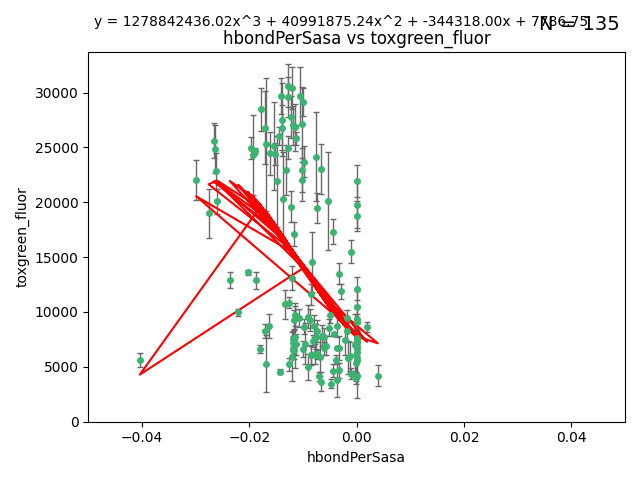 y = 1278842436.02x^3 + 40991875.24x^2 + -344318.00x + 7786.75
N = 135
hbondPerSasa vs toxgreen_fluor
30000
25000
20000
15000
10000
5000
0
toxgreen_fluor
−0.04 −0.02 0.00 0.02 0.04
hbondPerSasa